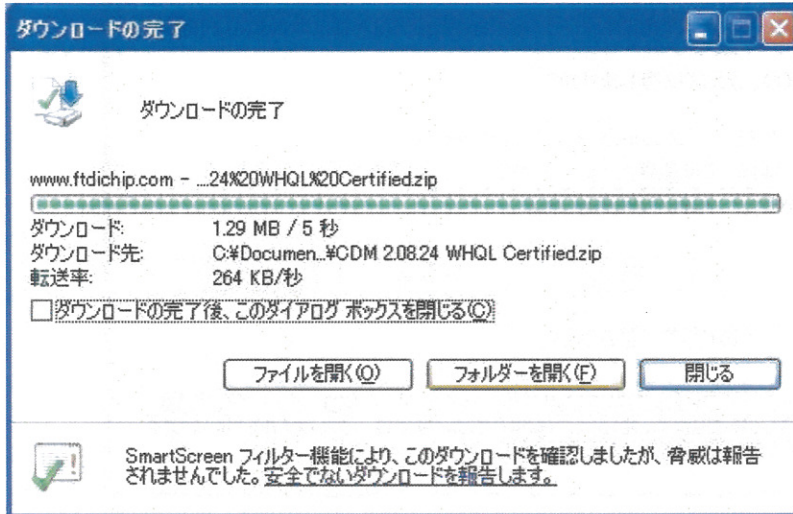 ダウンロードの完了
ダウンロードの完了
www.ftdichip.com - ....24%20WHQL%20Certified.zip
ダウンロード: 1.29 MB / 5 秒
ダウンロード先: C:¥Documen...¥CDM 2.08.24 WHQL Certified.zip
転送率: 264 KB/秒
ダウンロードの完了後、このダイアログ ボックスを閉じる(C)
ファイルを開く(O) フォルダーを開く(F) 閉じる
SmartScreen フィルター機能により、このダウンロードを確認しましたが、脅威は報告
されませんでした。安全でないダウンロードを報告します。